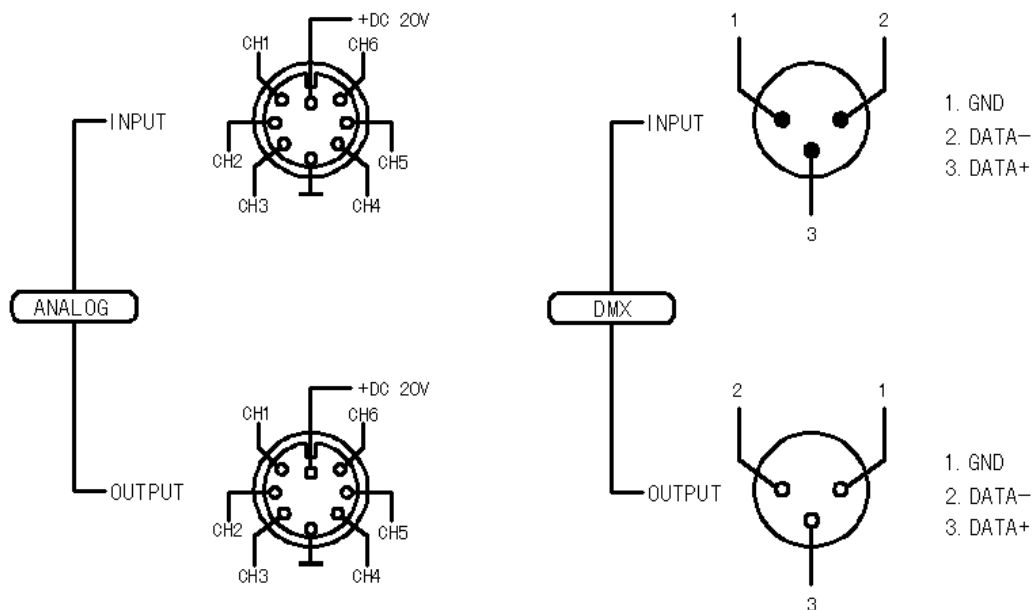 +DC 20V
CH1
CH6
INPUT
CH2
CH5
CH3
CH4
ANALOG
+DC 20V
CH1
CH6
OUTPUT
CH2
CH5
CH3
CH4
1
2
INPUT
1. GND
2. DATA−
3. DATA+
3
DMX
2
1
OUTPUT
1. GND
2. DATA−
3. DATA+
3